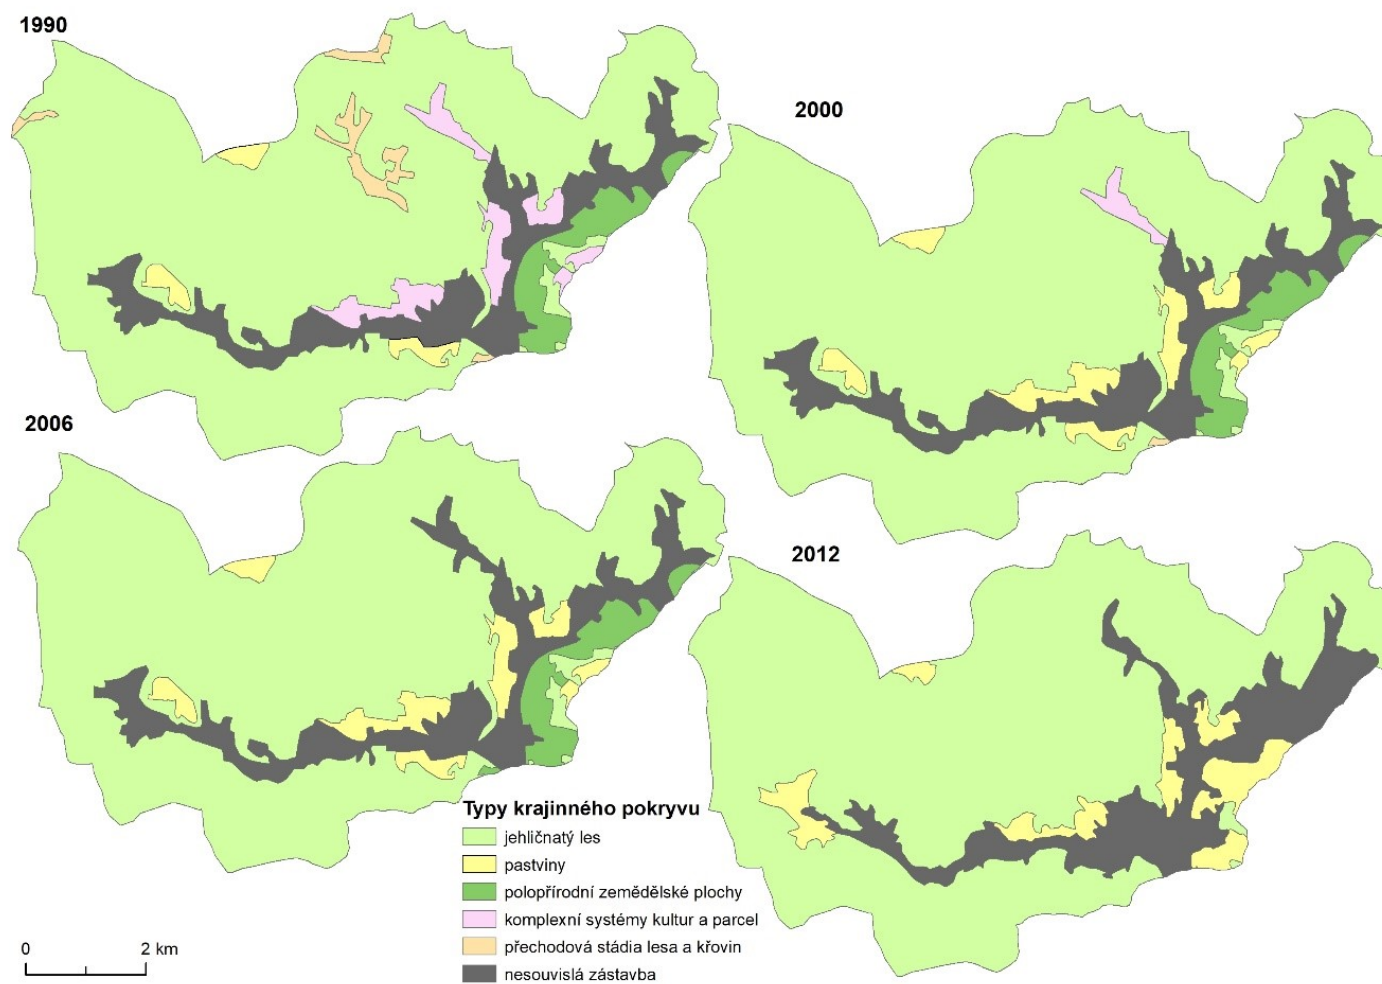 1990
2000
2006
2012
Typy krajinného pokryvu
jehličnatý les
pastviny
polopřírodní zemědělské plochy
komplexní systémy kultur a parcel
přechodová stádia lesa a křovin
nesouvislá zástavba
0 2 km